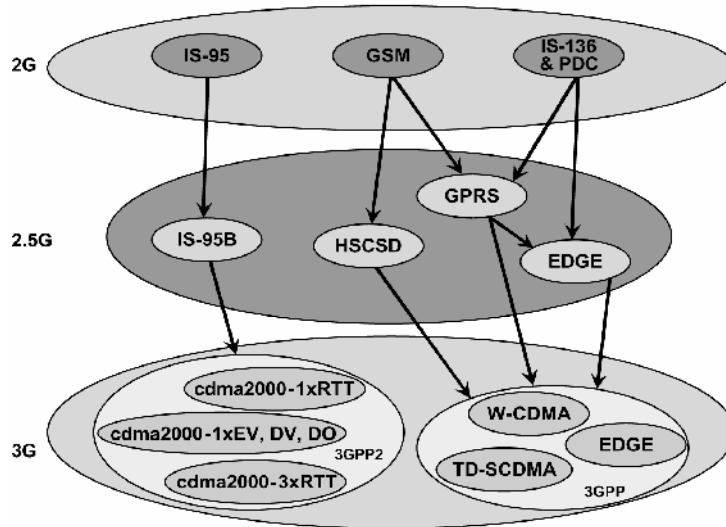 2G
IS-95
GSM
IS-136
& PDC
2.5G
IS-95B
HSCSD
GPRS
EDGE
3G
cdma2000-1xRTT
cdma2000-1xEV, DV, DO
cdma2000-3xRTT
3GPP2
W-CDMA
EDGE
TD-SCDMA
3GPP